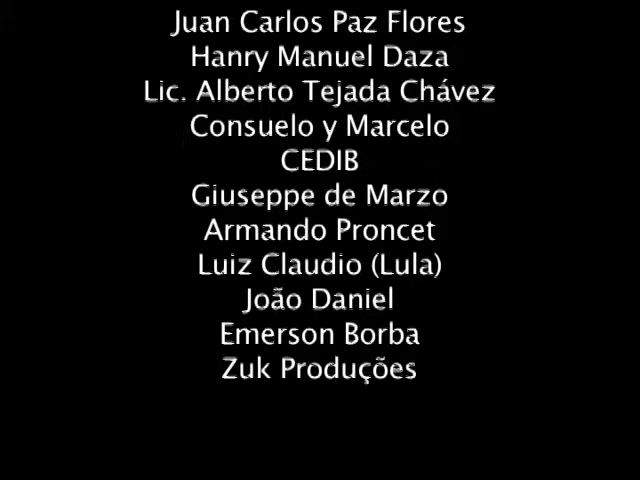 Juan Carlos Paz Flores
Hanry Manuel Daza
Lic. Alberto Tejada Chávez
Consuelo y Marcelo
CEDIB
Giuseppe de Marzo
Armando Proncet
Luiz Claudio (Lula)
João Daniel
Emerson Borba
Zuk Produções